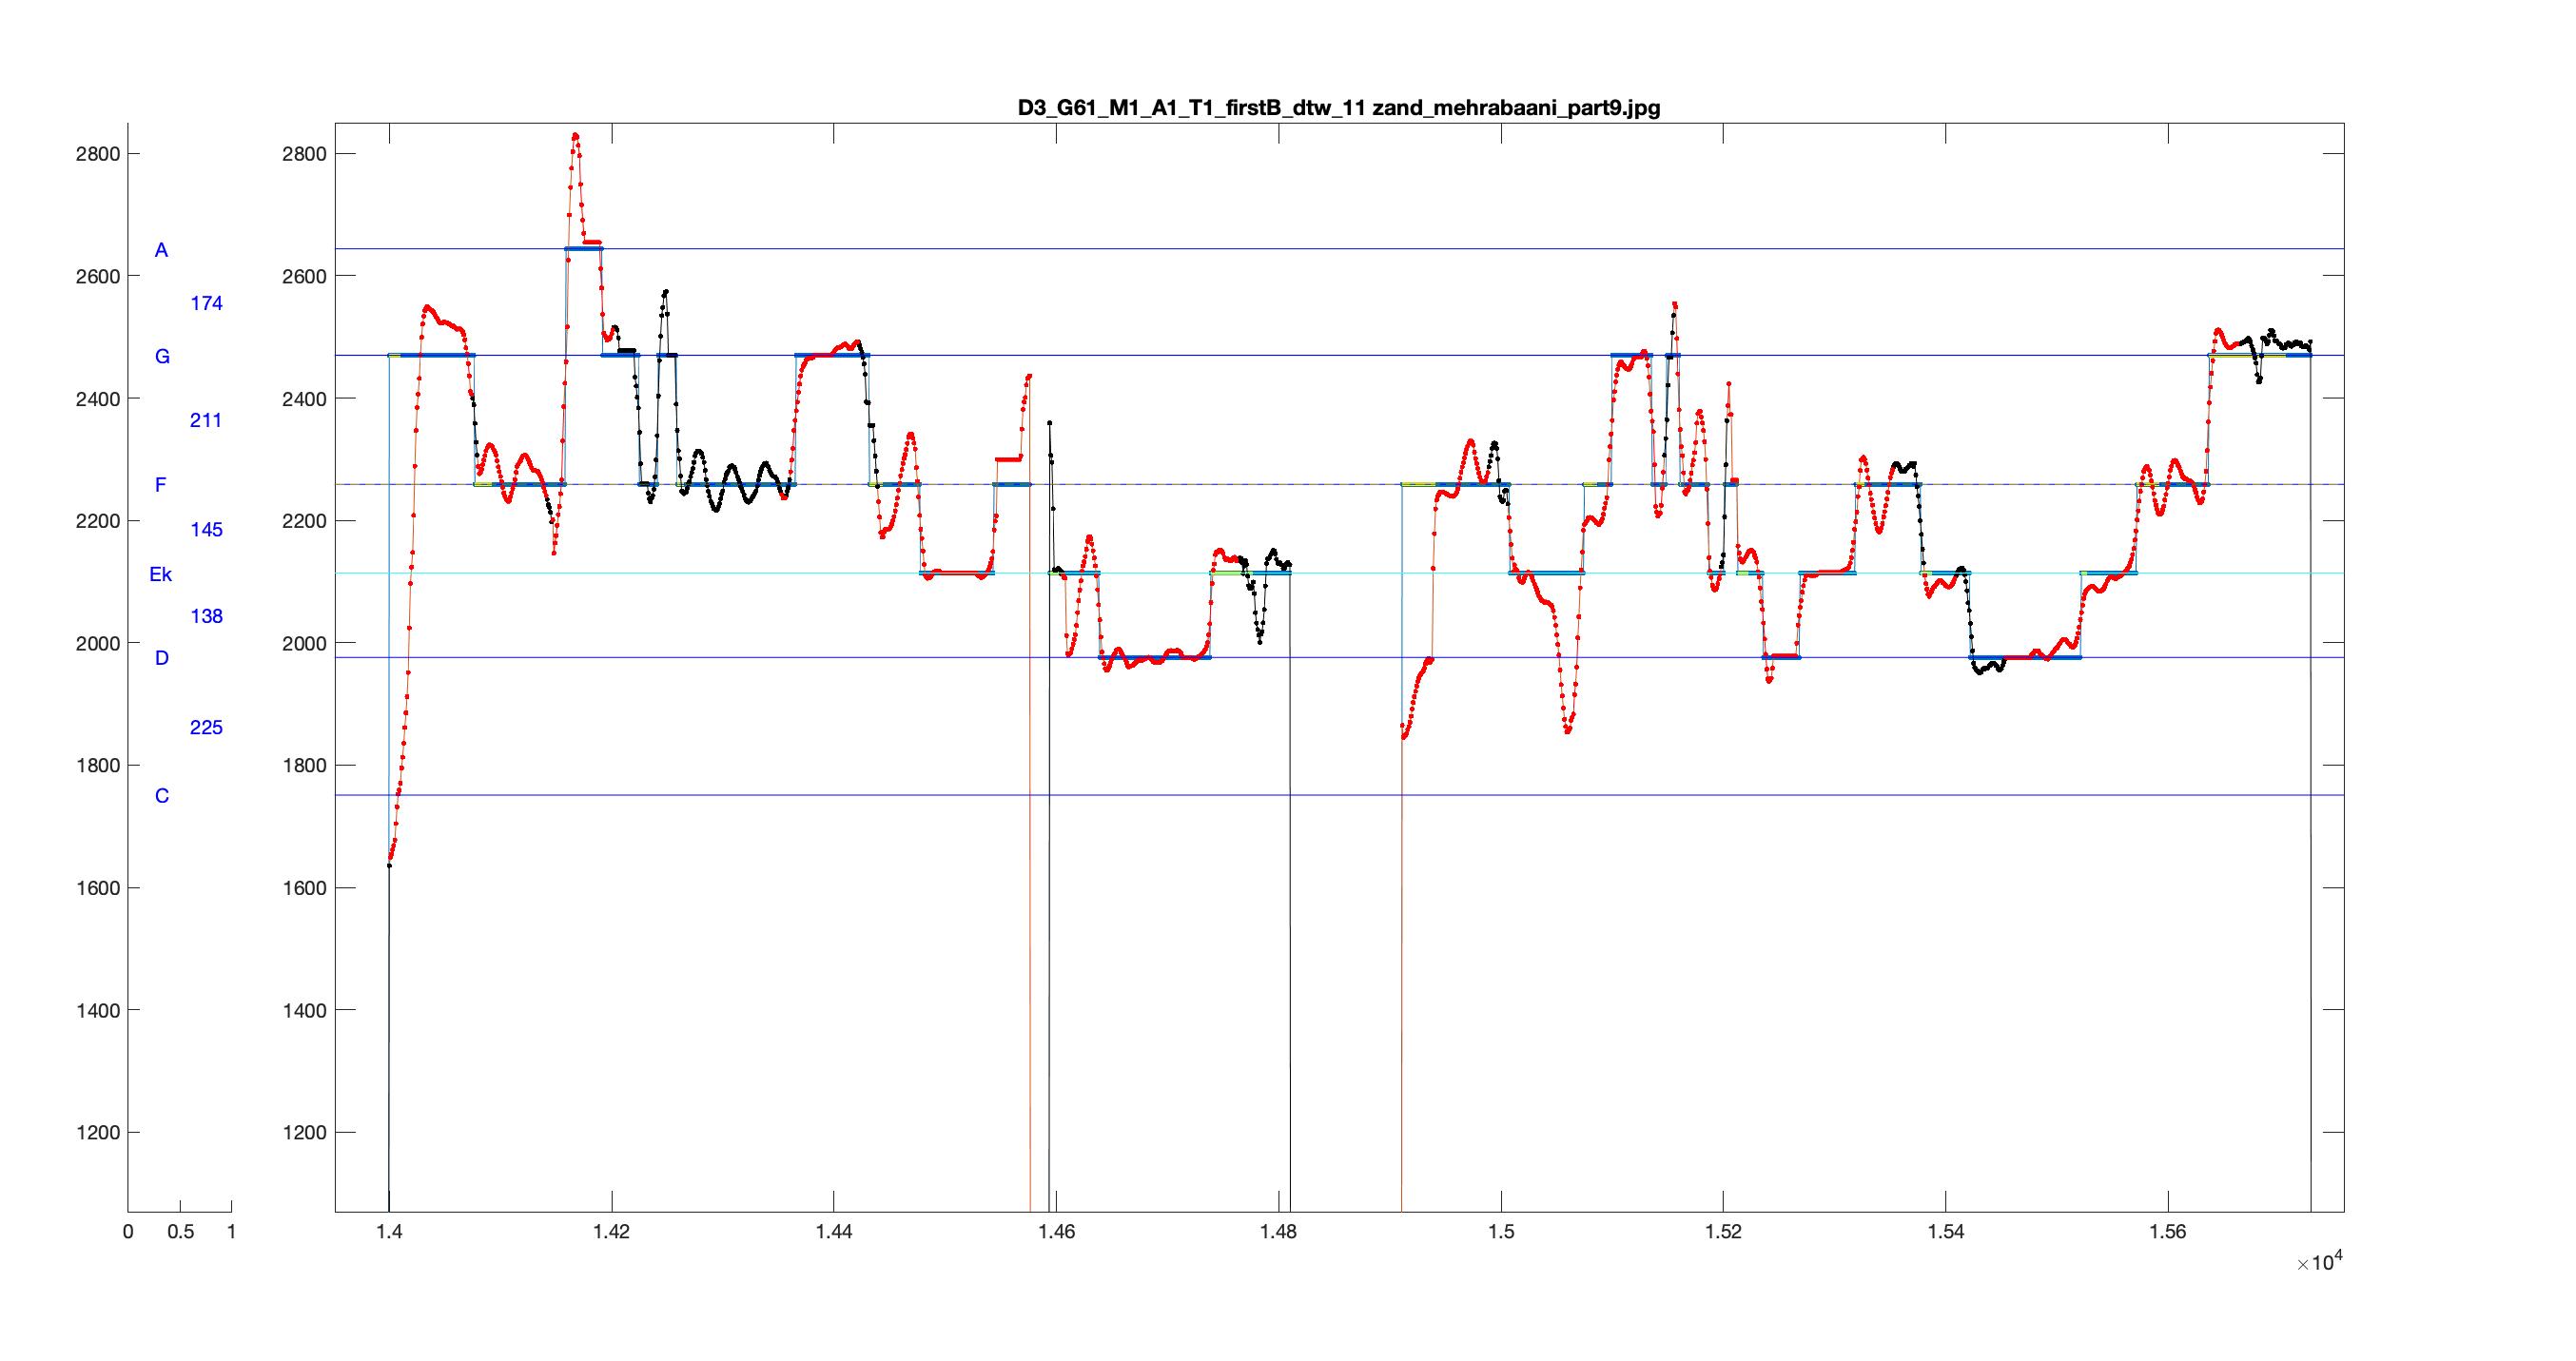 D3_G61_M1_A1_T1_firstB_dtw_11 zand_mehrabaani_part9.jpg
2800 2800
A
2600 2600
174
G
2400 2400
211
F
2200 2200
145
Ek
138
2000 2000
D
225
1800 1800
C
1600 1600
1400 1400
1200 1200
0 0.5 1 1.4 1.42 1.44 1.46 1.48 1.5 1.52 1.54 1.56
×10^4